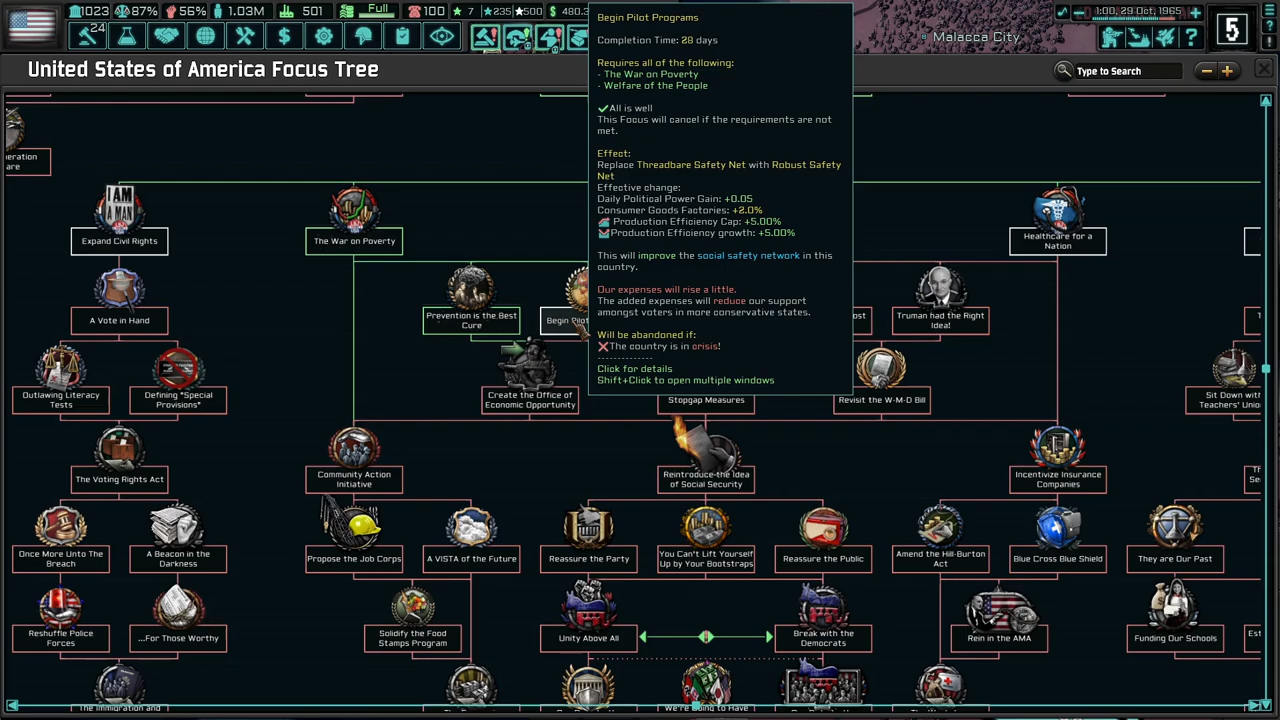 1023
87%
56%
1.03M
501
Full
100
7
235
500
480.3
1:00, 29 Oct, 1965
24
5
Malacca City
United States of America Focus Tree
Type to Search
Begin Pilot Programs
Completion Time: 28 days
Requires all of the following:
- The War on Poverty
- Welfare of the People
All is well
This Focus will cancel if the requirements are not
met.
Effect:
Replace Threadbare Safety Net with Robust Safety
Net
Effective change:
Daily Political Power Gain: +0.05
Consumer Goods Factories: +2.0%
Production Efficiency Cap: +5.00%
Production Efficiency growth: +5.00%
This will improve the social safety network in this
country.
Our expenses will rise a little.
The added expenses will reduce our support
amongst voters in more conservative states.
Will be abandoned if:
The country is in crisis!
--------------
Click for details
Shift+Click to open multiple windows
I AM
A MAN
Expand Civil Rights
The War on Poverty
Healthcare for a
Nation
A Vote in Hand
Prevention is the Best
Cure
Begin Pilot
Truman had the Right
Idea!
Outlawing Literacy
Tests
Defining "Special
Provisions"
Create the Office of
Economic Opportunity
Stopgap Measures
Revisit the W-M-D Bill
Sit Down with
Teachers' Union
The Voting Rights Act
Community Action
Initiative
Reintroduce the Idea
of Social Security
Incentivize Insurance
Companies
Once More Unto The
Breach
A Beacon in the
Darkness
Propose the Job Corps
A VISTA of the Future
Reassure the Party
You Can't Lift Yourself
Up by Your Bootstraps
Reassure the Public
Amend the Hill-Burton
Act
Blue Cross Blue Shield
They are Our Past
Reshuffle Police
Forces
...For Those Worthy
Solidify the Food
Stamps Program
Unity Above All
Break with the
Democrats
Rein in the AMA
Funding Our Schools
The Immigration and
We're Going to Have